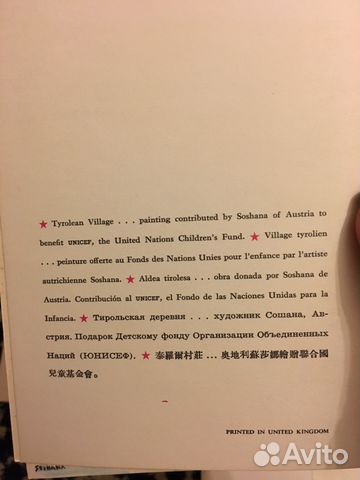 ★ Tyrolean Village . . . painting contributed by Soshana of Austria to
benefit UNICEF, the United Nations Children's Fund. ★ Village tyrolien
. . . peinture offerte au Fonds des Nations Unies pour l'enfance par l'artiste
autrichienne Soshana. ★ Aldea tirolesa . . . obra donada por Soshana de
Austria. Contribución al UNICEF, el Fondo de las Naciones Unidas para la
Infancia. ★ Тирольская деревня . . . художник Сошана, Ав-
стрия. Подарок Детскому фонду Организации Объединенных
Наций (ЮНИСЕФ). ★ 泰羅爾村莊 . . . 奧地利蘇莎娜繪贈聯合國
兒童基金會。
PRINTED IN UNITED KINGDOM
SOSHANA
Avito